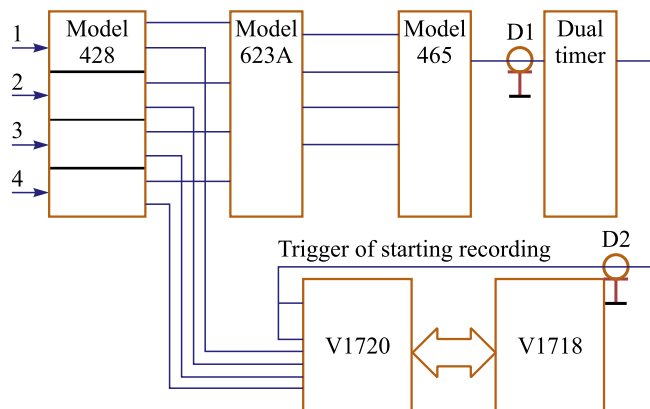 1
2
3
4
Model
428
Model
623A
Model
465
D1
Dual
timer
Trigger of starting recording
D2
V1720
V1718